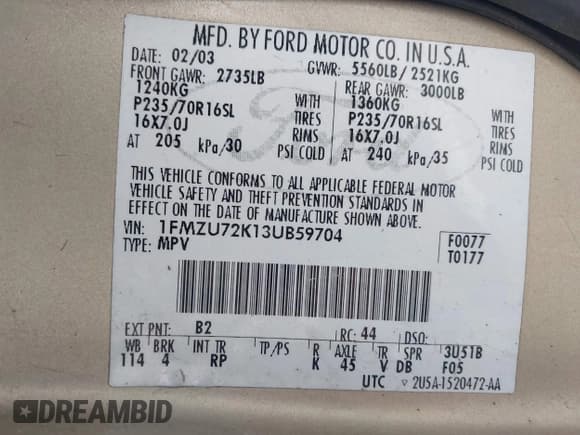 MFD. BY FORD MOTOR CO. IN U.S.A.
DATE: 02/03 GVWR: 5560LB/ 2521KG
FRONT GAWR: 2735LB REAR GAWR: 3000LB
1240KG WITH 1360KG WITH
P235/70R16SL TIRES P235/70R16SL TIRES
16X7.0J RIMS 16X7.0J RIMS
AT 205 kPa/30 PSI COLD AT 240 kPa/35 PSI COLD
THIS VEHICLE CONFORMS TO ALL APPLICABLE FEDERAL MOTOR
VEHICLE SAFETY AND THEFT PREVENTION STANDARDS IN
EFFECT ON THE DATE OF MANUFACTURE SHOWN ABOVE.
VIN: 1FMZU72K13UB59704 F0077
TYPE: MPV T0177
Ford
EXT PNT: B2 RC: 44 DSO:
WB BRK INT TR TP/PS R AXLE TR SPR 3U5TB
114 4 RP K 45 V DB F05
UTC ▽ 2U5A-1520472-AA
DREAMBID